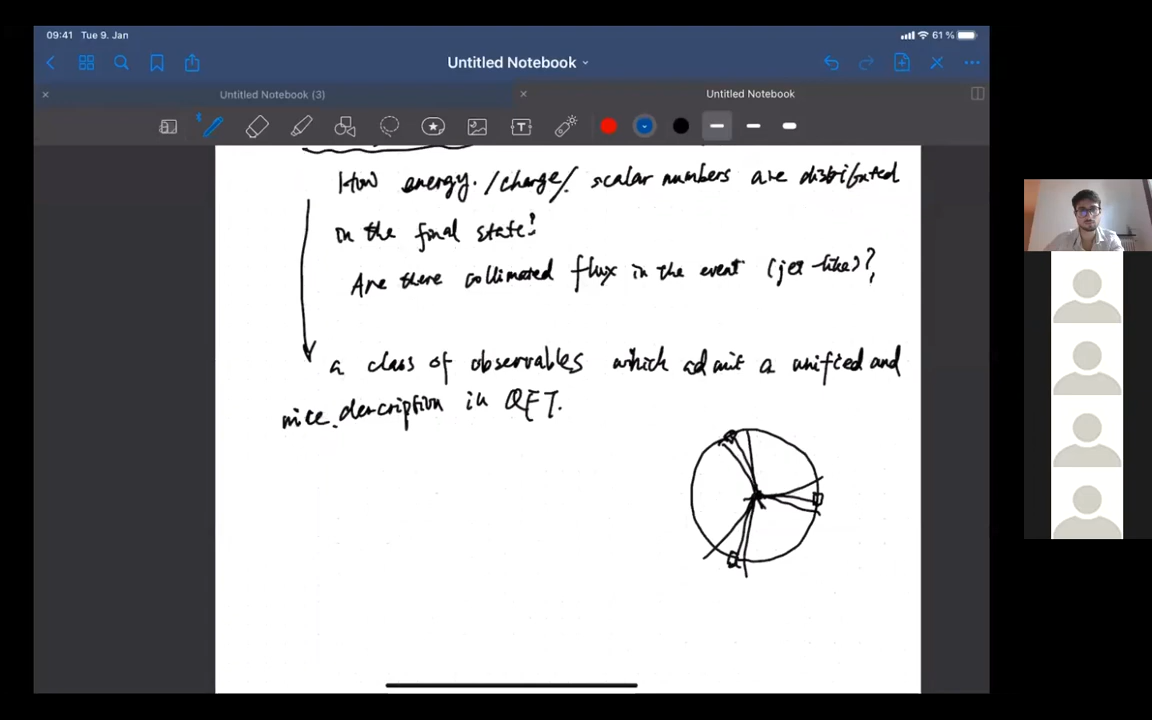 09:41 Tue 9. Jan 61 %
Untitled Notebook
Untitled Notebook (3) Untitled Notebook
How energy. /charge/. scalar numbers are distributed
in the final state?
Are there collimated flux in the event (jet-like)?
a class of observables which admit a unified and
nice description in QFT.